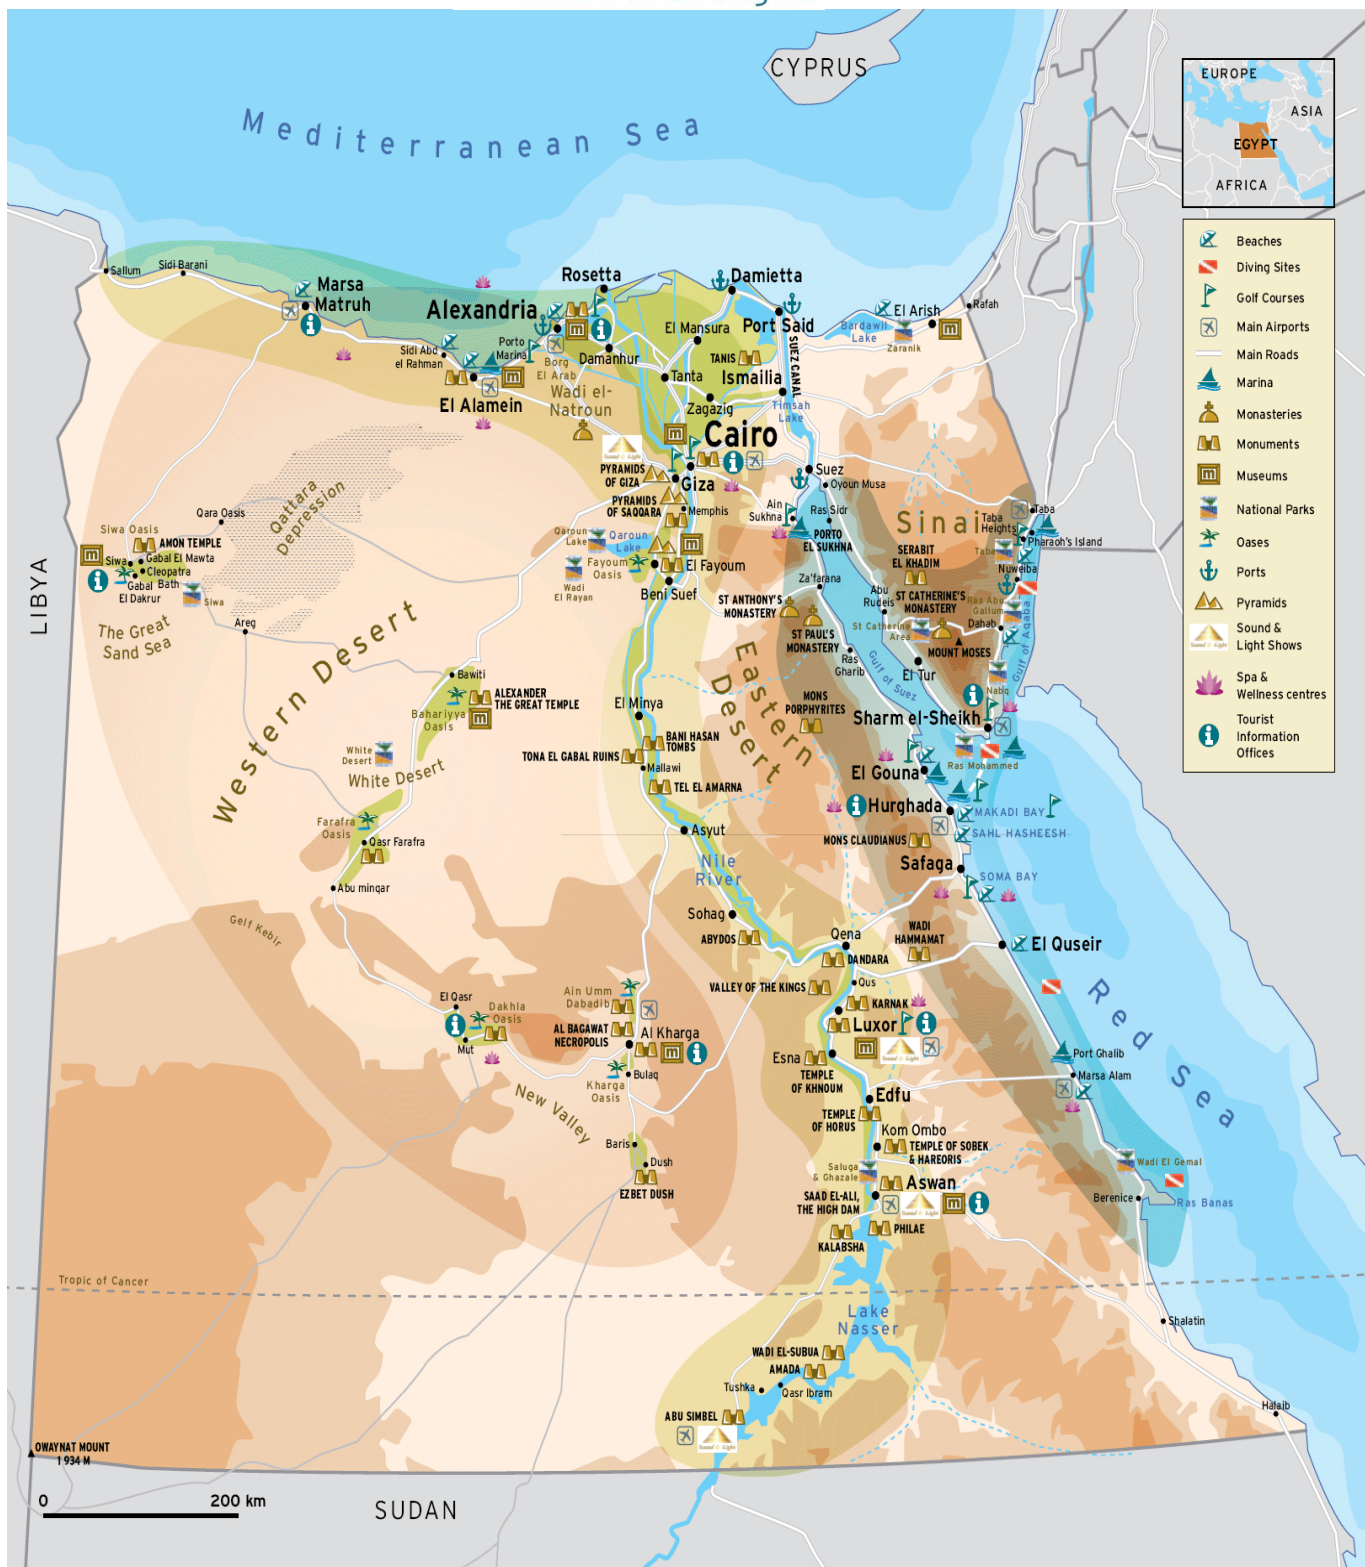 CYPRUS
Mediterranean Sea
EUROPE
ASIA
EGYPT
AFRICA
Beaches
Diving Sites
Golf Courses
Main Airports
Main Roads
Marina
Monasteries
Monuments
Museums
National Parks
Oases
Ports
Pyramids
Sound &
Light Shows
Spa &
Wellness centres
Tourist
Information
Offices
Sallum
Sidi Barani
Marsa
Matruh
Rosetta
Damietta
Alexandria
El Mansura
Port Said
El Arish
Rafah
Bardawil
Lake
Zaranik
Sidi Abd
el Rahman
Porto
Marina
Borg
El Arab
Damanhur
TANIS
SUEZ CANAL
Ismailia
Tanta
El Alamein
Wadi el-
Natroun
Zagazig
Timsah
Lake
Cairo
Sound & Light
PYRAMIDS
OF GIZA
Giza
Suez
Oyoun Musa
PYRAMIDS
OF SAQQARA
Memphis
Ain
Sukhna
Ras Sidr
PORTO
EL SUKHNA
Sinai
Taba
Taba
Heights
Pharaoh's Island
Taba
Nuweiba
Qattara
Depression
Qara Oasis
Siwa Oasis
AMON TEMPLE
Siwa
Gabal El Mawta
Cleopatra
Bath
Gabal
El Dakrur
Siwa
The Great
Sand Sea
Areg
LIBYA
Western Desert
Qaroun
Lake
Qaroun
Lake
Fayoum
Oasis
El Fayoum
Wadi
El Rayan
Beni Suef
SERABIT
EL KHADIM
Za'farana
ST ANTHONY'S
MONASTERY
Abu
Rudeis
ST CATHERINE'S
MONASTERY
Ras Abu
Gallum
Dahab
St Catherine
Area
MOUNT MOSES
ST PAUL'S
MONASTERY
Ras
Gharib
Gulf of Suez
El Tur
Gulf of Aqaba
Nabq
Eastern
Desert
Bawiti
ALEXANDER
THE GREAT TEMPLE
Bahariyya
Oasis
El Minya
MONS
PORPHYRITES
Sharm el-Sheikh
Ras Mohammed
White
Desert
White Desert
BANI HASAN
TOMBS
TONA EL GABAL RUINS
Mallawi
TEL EL AMARNA
El Gouna
Hurghada
MAKADI BAY
SAHL HASHEESH
Farafra
Oasis
Qasr Farafra
Asyut
MONS CLAUDIANUS
Safaga
Nile
River
SOMA BAY
Abu minqar
Gelf Kebir
Sohag
ABYDOS
Qena
WADI
HAMMAMAT
El Quseir
DANDARA
VALLEY OF THE KINGS
Qus
KARNAK
Luxor
Red Sea
El Qasr
Dakhla
Oasis
Mut
Ain Umm
Dabadib
AL BAGAWAT
NECROPOLIS
Al Kharga
Bulaq
Kharga
Oasis
New Valley
Esna
TEMPLE
OF KHNOUM
Sound & Light
Port Ghalib
Marsa Alam
Edfu
TEMPLE
OF HORUS
Kom Ombo
TEMPLE OF SOBEK
& HAREORIS
Baris
Dush
EZBET DUSH
Saluga
& Ghazale
Aswan
SAAD EL-ALI,
THE HIGH DAM
Sound & Light
PHILAE
KALABSHA
Wadi El Gemal
Berenice
Ras Banas
Tropic of Cancer
Lake
Nasser
Shalatin
WADI EL-SUBUA
AMADA
Tushka
Qasr Ibram
ABU SIMBEL
Sound & Light
Halaib
OWAYNAT MOUNT
1 934 M
0
200 km
SUDAN